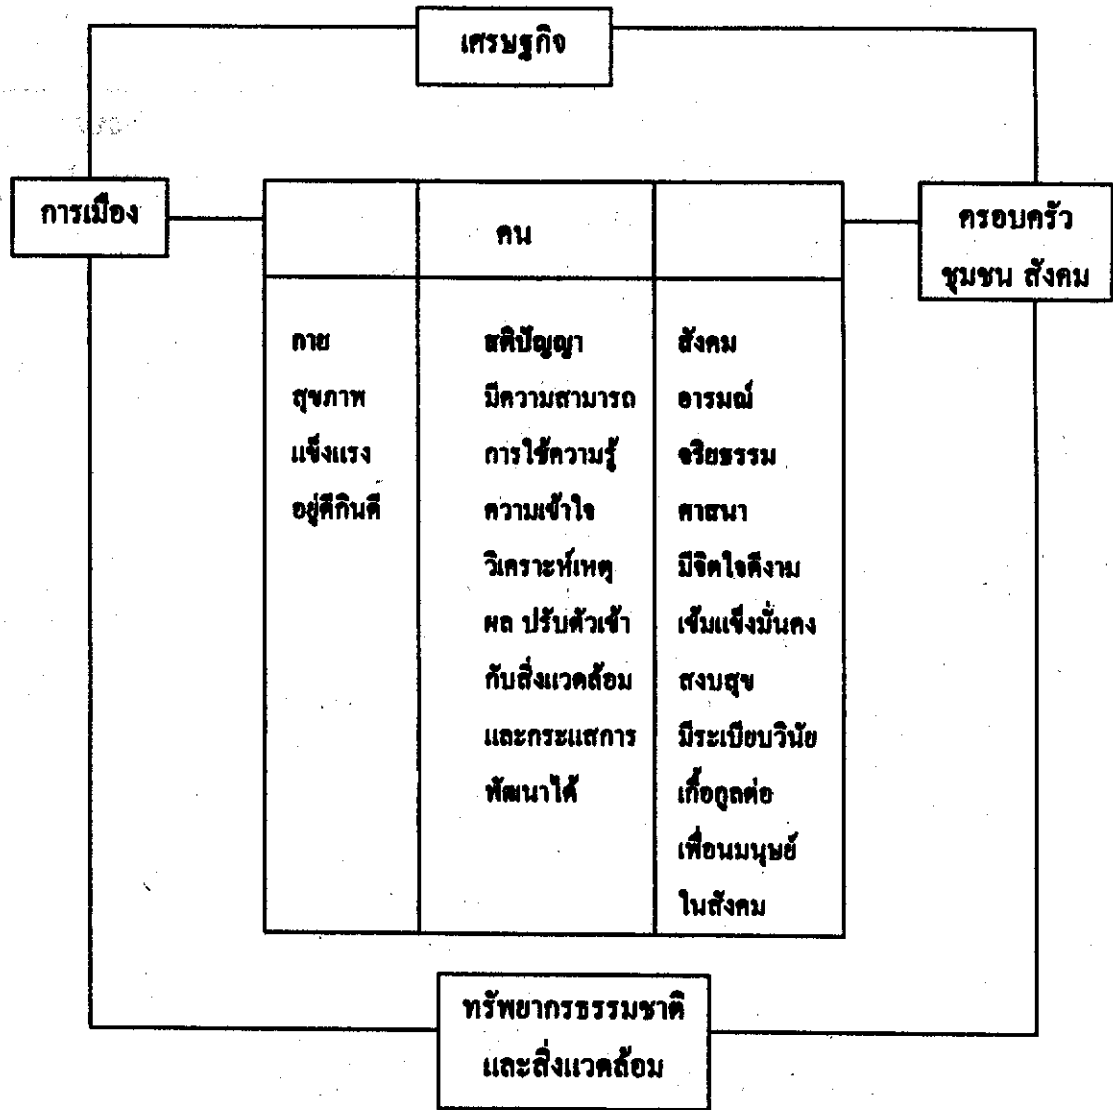 เศรษฐกิจ
การเมือง
ครอบครัว
ชุมชน สังคม
คน
กาย
สุขภาพ
แข็งแรง
อยู่ดีกินดี
สติปัญญา
มีความสามารถ
การใช้ความรู้
ความเข้าใจ
วิเคราะห์เหตุ
ผล ปรับตัวเข้า
กับสิ่งแวดล้อม
และกระแสการ
พัฒนาได้
สังคม
อารมณ์
จริยธรรม
ศาสนา
มีจิตใจดีงาม
เข้มแข็งมั่นคง
สงบสุข
มีระเบียบวินัย
เกื้อกูลต่อ
เพื่อนมนุษย์
ในสังคม
ทรัพยากรธรรมชาติ
และสิ่งแวดล้อม